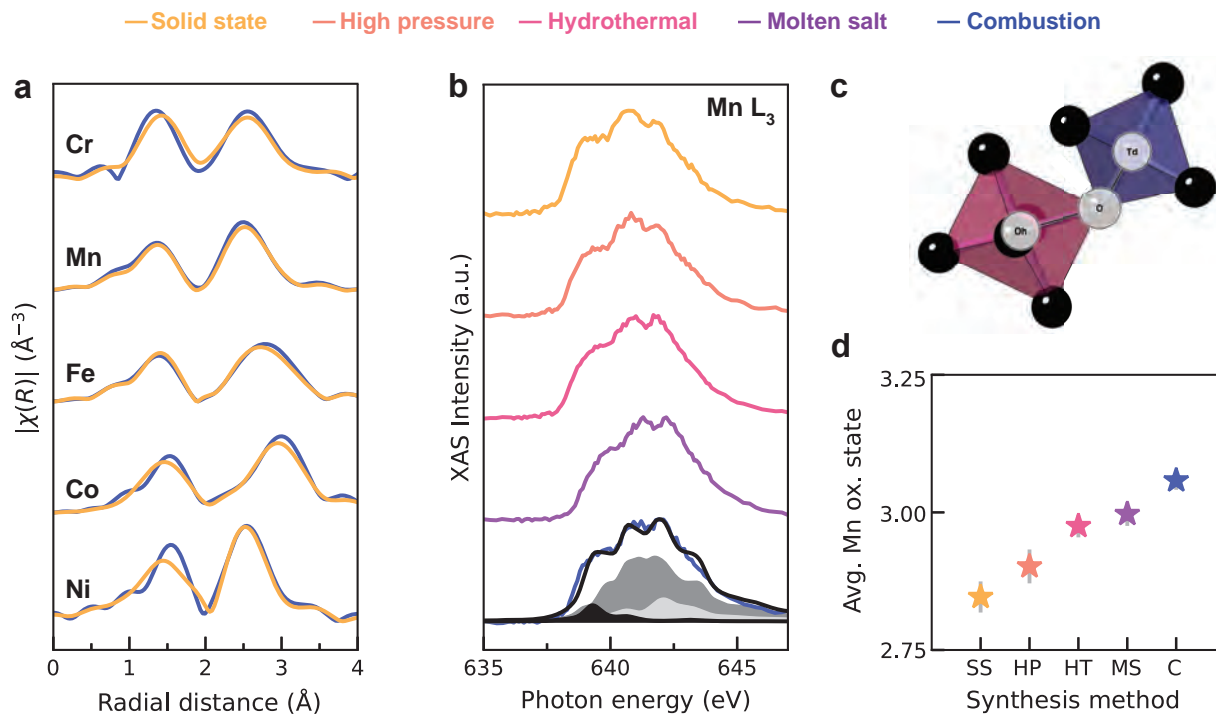 Solid state High pressure Hydrothermal Molten salt Combustion
a
Cr
Mn
Fe
Co
Ni
|χ(R)| (Å⁻³)
0 1 2 3 4
Radial distance (Å)
b
Mn L₃
XAS Intensity (a.u.)
635 640 645
Photon energy (eV)
c
Td
O
Oh
d
3.25
3.00
2.75
Avg. Mn ox. state
SS HP HT MS C
Synthesis method